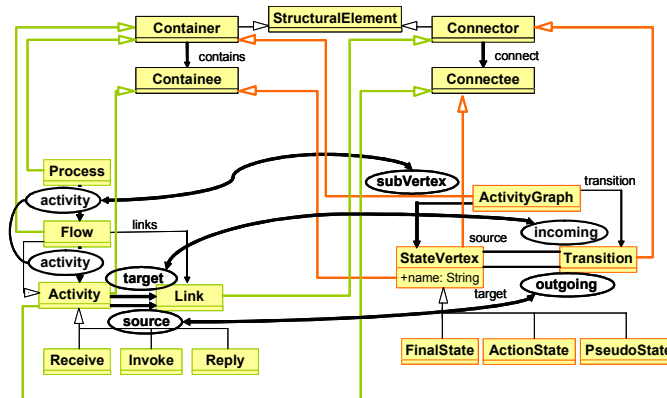 StructuralElement
Container
Connector
contains
connect
Containee
Connectee
Process
subVertex
activity
ActivityGraph
transition
Flow
links
source
incoming
activity
target
StateVertex
Transition
+name: String
Activity
Link
target
outgoing
source
Receive
Invoke
Reply
FinalState
ActionState
PseudoState